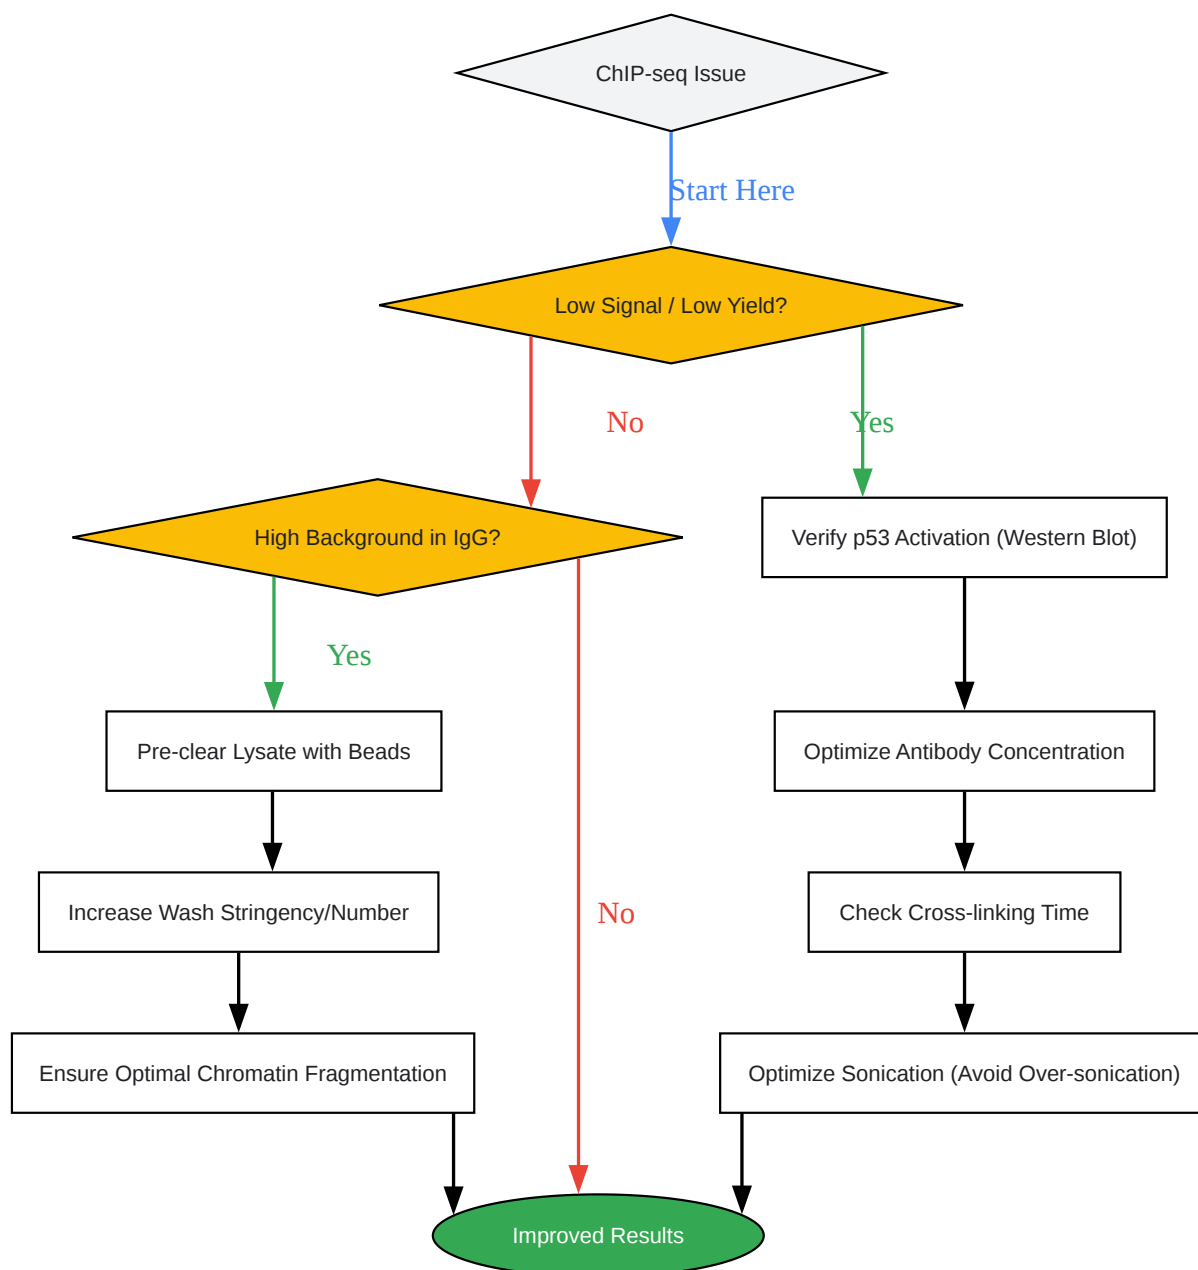 ChIP-seq Issue
Start Here
Low Signal / Low Yield?
No
Yes
High Background in IgG?
Verify p53 Activation (Western Blot)
Yes
Pre-clear Lysate with Beads
Optimize Antibody Concentration
Increase Wash Stringency/Number
No
Check Cross-linking Time
Ensure Optimal Chromatin Fragmentation
Optimize Sonication (Avoid Over-sonication)
Improved Results